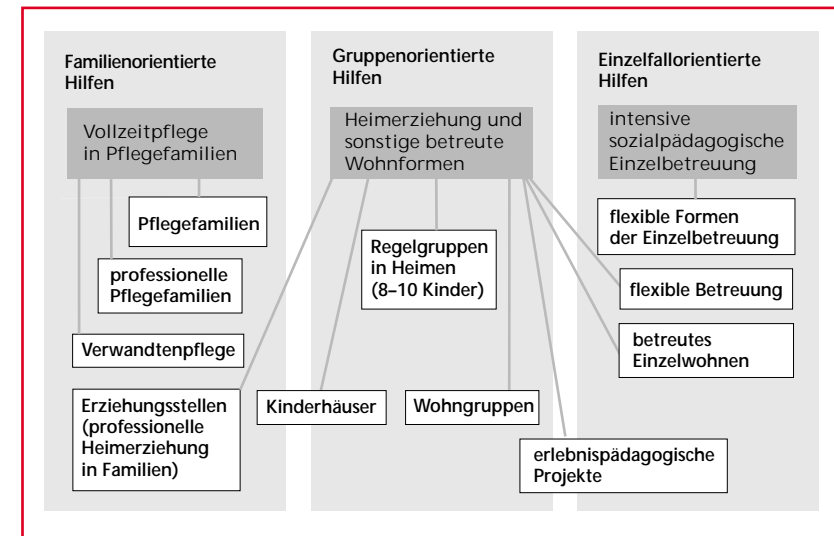 Familienorientierte
Hilfen
Vollzeitpflege
in Pflegefamilien
Pflegefamilien
professionelle
Pflegefamilien
Verwandtenpflege
Erziehungsstellen
(professionelle
Heimerziehung
in Familien)
Gruppenorientierte
Hilfen
Heimerziehung und
sonstige betreute
Wohnformen
Regelgruppen
in Heimen
(8–10 Kinder)
Kinderhäuser
Wohngruppen
erlebnispädagogische
Projekte
Einzelfallorientierte
Hilfen
intensive
sozialpädagogische
Einzelbetreuung
flexible Formen
der Einzelbetreuung
flexible Betreuung
betreutes
Einzelwohnen